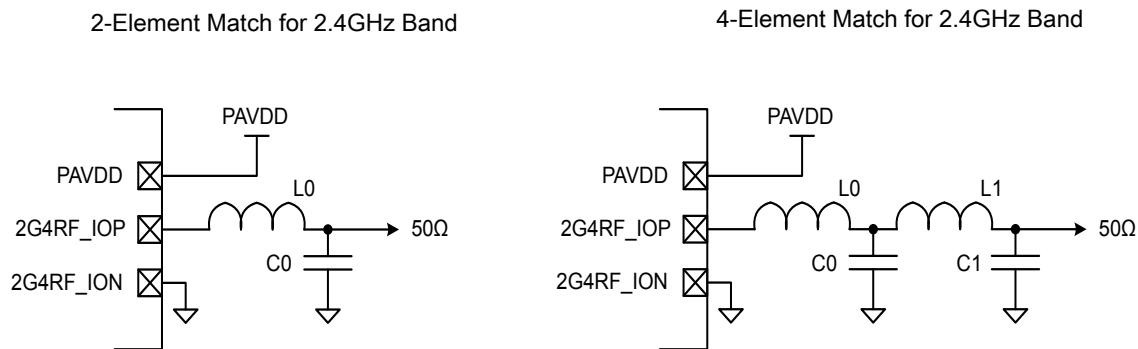 2-Element Match for 2.4GHz Band
PAVDD
PAVDD
L0
2G4RF_IOP
50Ω
C0
2G4RF_ION
4-Element Match for 2.4GHz Band
PAVDD
PAVDD
L0
L1
2G4RF_IOP
50Ω
C0
C1
2G4RF_ION